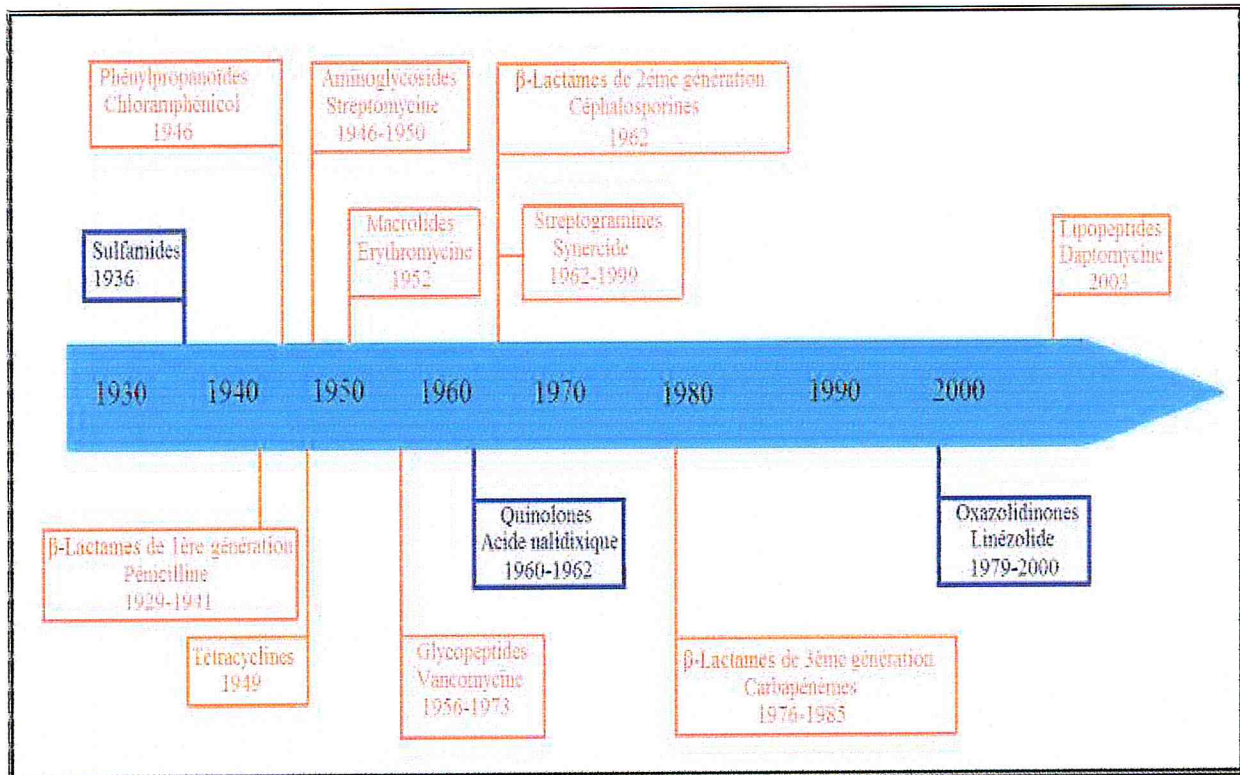 Phénylpropanoïdes
Chloramphénicol
1946
Aminoglycosides
Streptomycine
1946-1950
β-Lactames de 2éme génération
Céphalosporines
1962
Sulfamides
1936
Macrolides
Erythromycine
1952
Streptogramines
Synercide
1962-1999
Lipopeptides
Daptomycine
2003
1930 1940 1950 1960 1970 1980 1990 2000
β-Lactames de 1ère génération
Pénicilline
1929-1941
Tétracyclines
1949
Glycopeptides
Vancomycine
1956-1973
Quinolones
Acide nalidixique
1960-1962
β-Lactames de 3éme génération
Carbapénèmes
1976-1985
Oxazolidinones
Linézolide
1979-2000